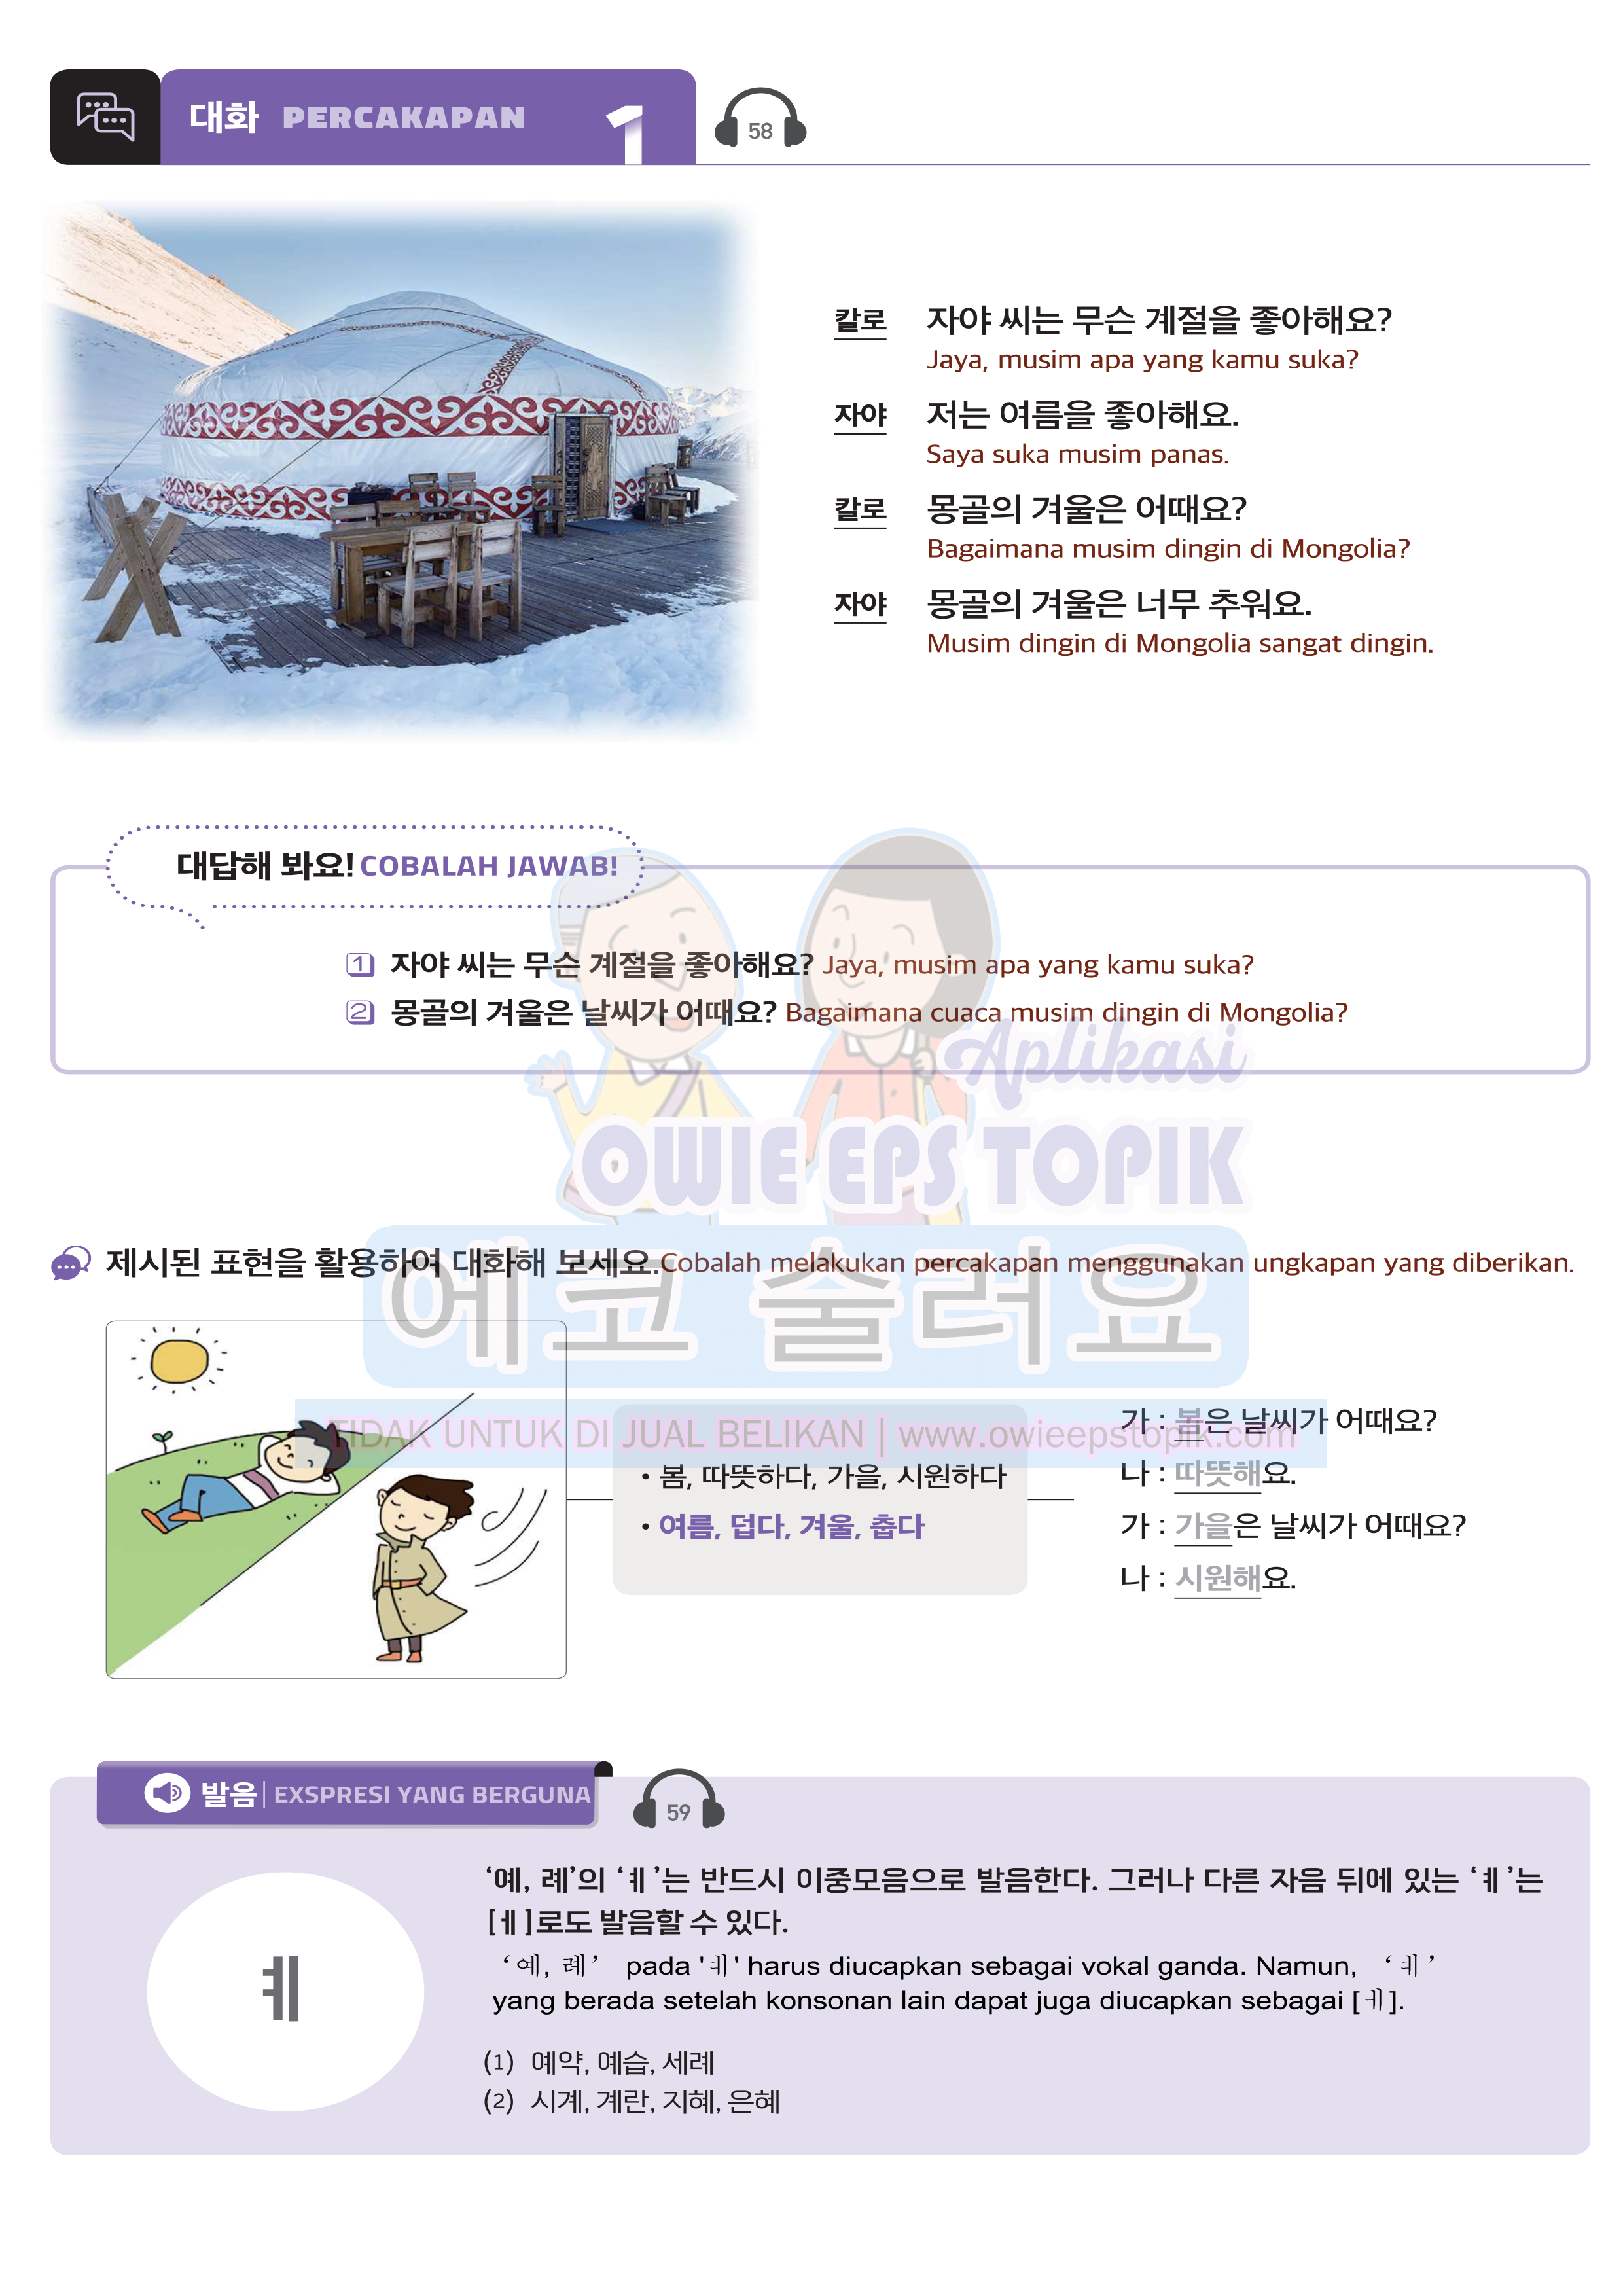 대화 PERCAKAPAN 1
58
칼로 자야 씨는 무슨 계절을 좋아해요?
Jaya, musim apa yang kamu suka?
자야 저는 여름을 좋아해요.
Saya suka musim panas.
칼로 몽골의 겨울은 어때요?
Bagaimana musim dingin di Mongolia?
자야 몽골의 겨울은 너무 추워요.
Musim dingin di Mongolia sangat dingin.
대답해 봐요! COBALAH JAWAB!
1 자야 씨는 무슨 계절을 좋아해요? Jaya, musim apa yang kamu suka?
2 몽골의 겨울은 날씨가 어때요? Bagaimana cuaca musim dingin di Mongolia?
Aplikasi
OWIE EPS TOPIK
제시된 표현을 활용하여 대화해 보세요.Cobalah melakukan percakapan menggunakan ungkapan yang diberikan.
에코 술려요
TIDAK UNTUK DI JUAL BELIKAN | www.owieepstopik.com
• 봄, 따뜻하다, 가을, 시원하다
• 여름, 덥다, 겨울, 춥다
가 : 봄은 날씨가 어때요?
나 : 따뜻해요.
가 : 가을은 날씨가 어때요?
나 : 시원해요.
발음 | EXSPRESI YANG BERGUNA
59
ㅖ
‘예, 례’의 ‘ㅖ’는 반드시 이중모음으로 발음한다. 그러나 다른 자음 뒤에 있는 ‘ㅖ’는
[ㅔ]로도 발음할 수 있다.
‘예, 례’ pada 'ㅖ' harus diucapkan sebagai vokal ganda. Namun, ‘ㅖ’
yang berada setelah konsonan lain dapat juga diucapkan sebagai [ㅔ].
(1) 예약, 예습, 세례
(2) 시계, 계란, 지혜, 은혜